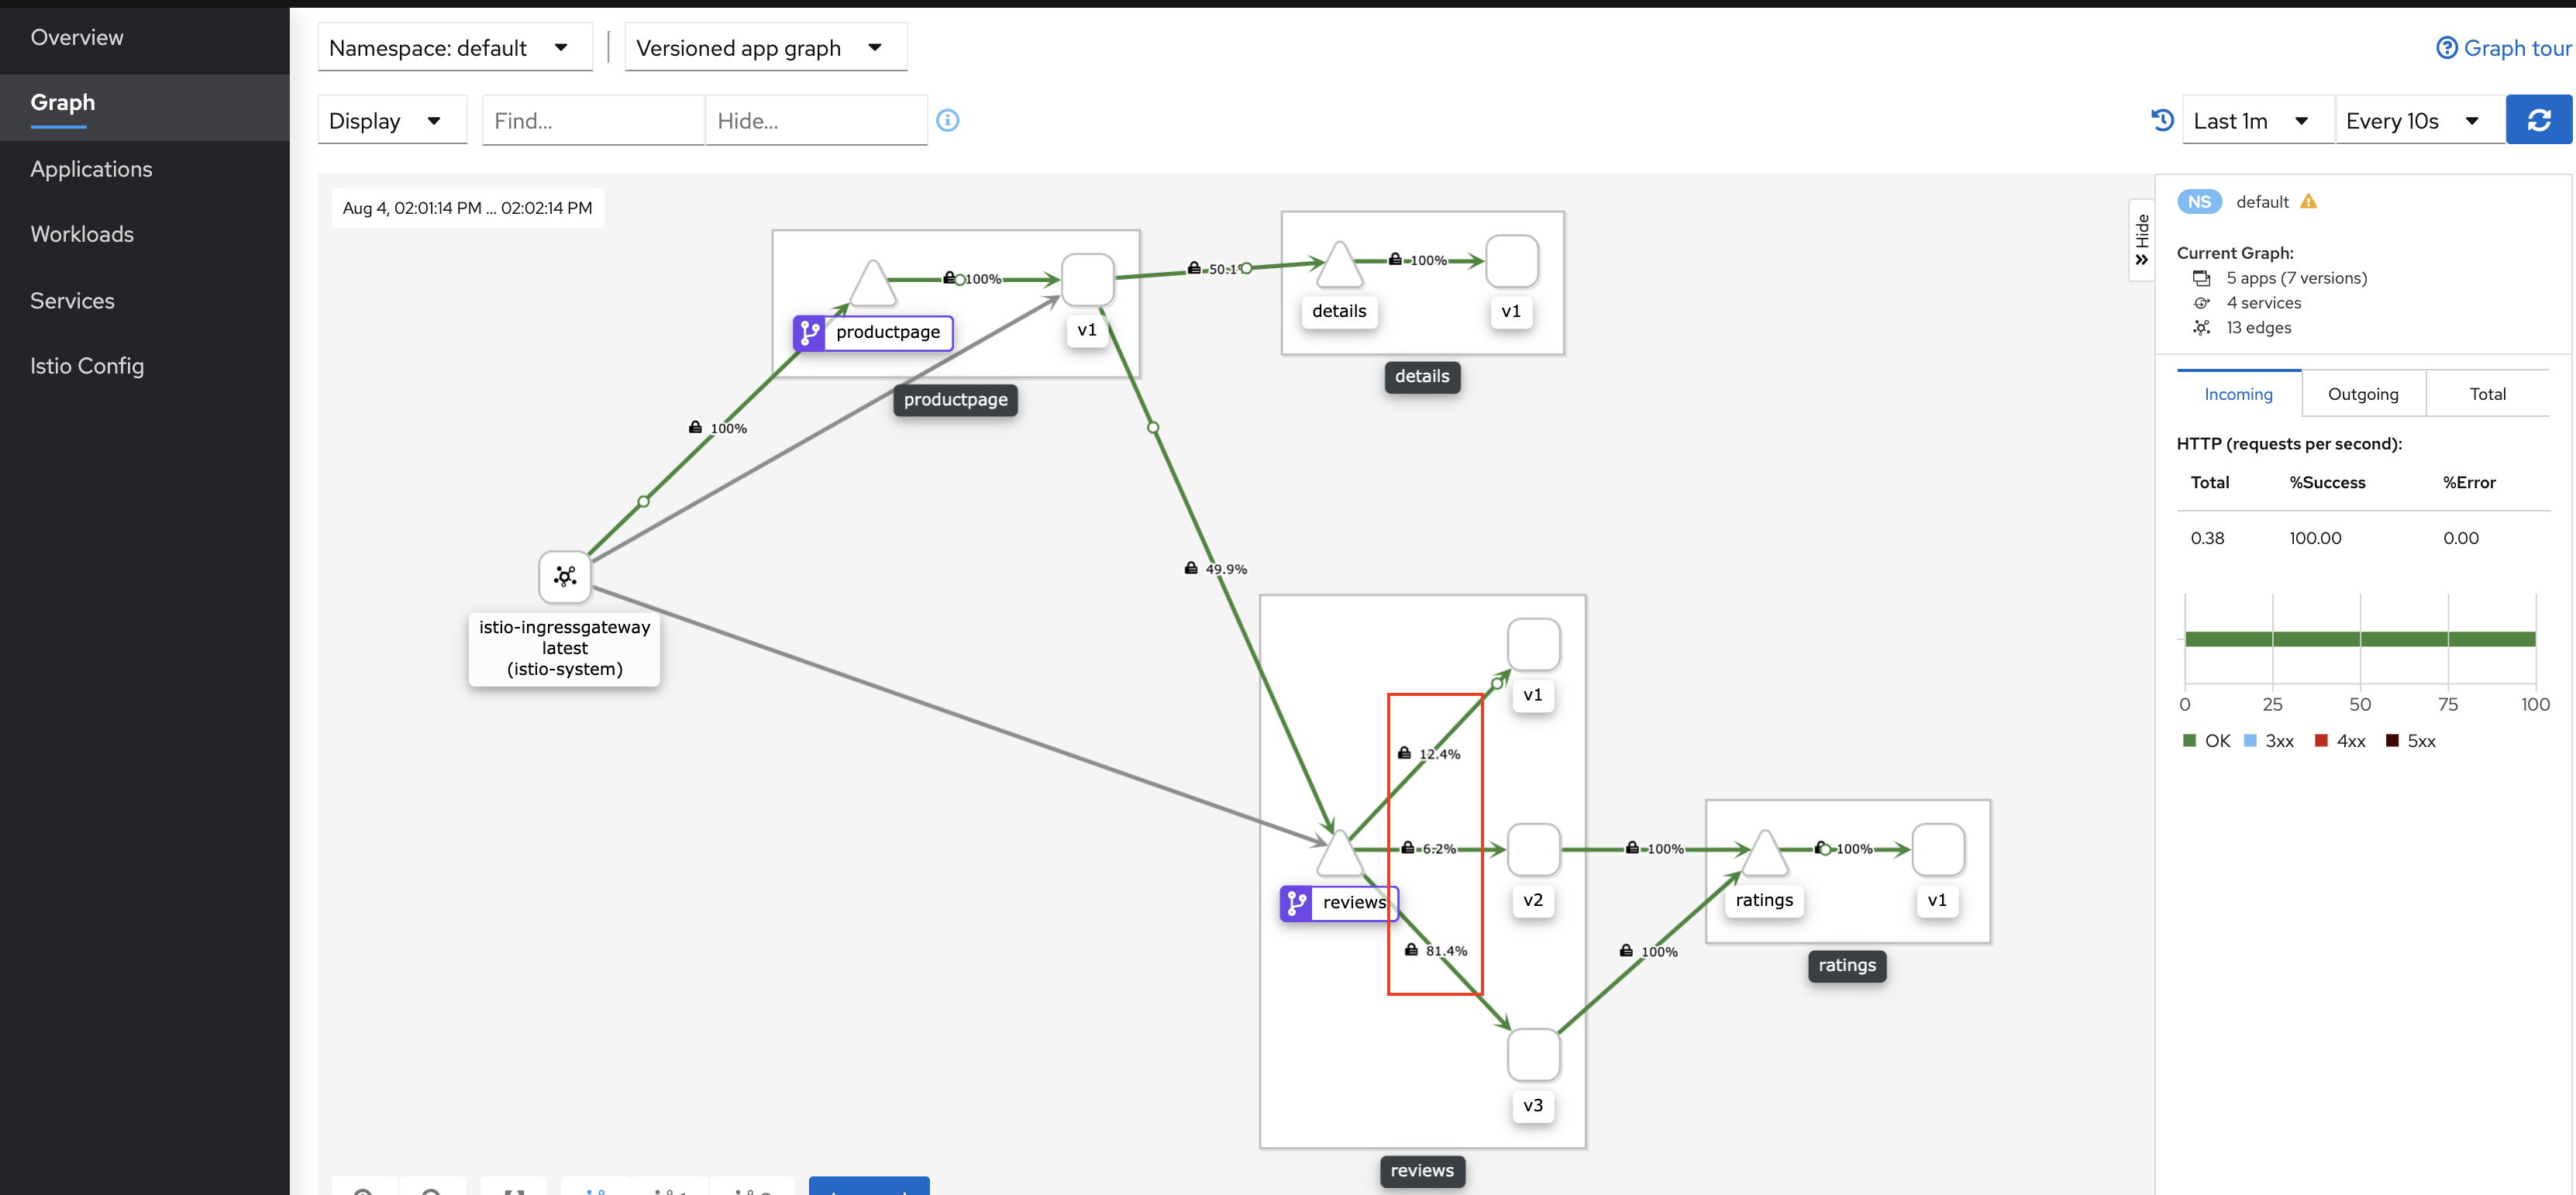 Overview
Graph
Applications
Workloads
Services
Istio Config
Namespace: default
Versioned app graph
Graph tour
Display
Find...
Hide...
Last 1m
Every 10s
Aug 4, 02:01:14 PM ... 02:02:14 PM
100%
productpage
v1
productpage
50.1
100%
details
v1
details
100%
49.9%
istio-ingressgateway
latest
(istio-system)
v1
12.4%
6.2%
v2
reviews
81.4%
v3
reviews
100%
100%
ratings
v1
100%
ratings
Hide
NS default
Current Graph:
5 apps (7 versions)
4 services
13 edges
Incoming
Outgoing
Total
HTTP (requests per second):
Total %Success %Error
0.38 100.00 0.00
0 25 50 75 100
OK 3xx 4xx 5xx